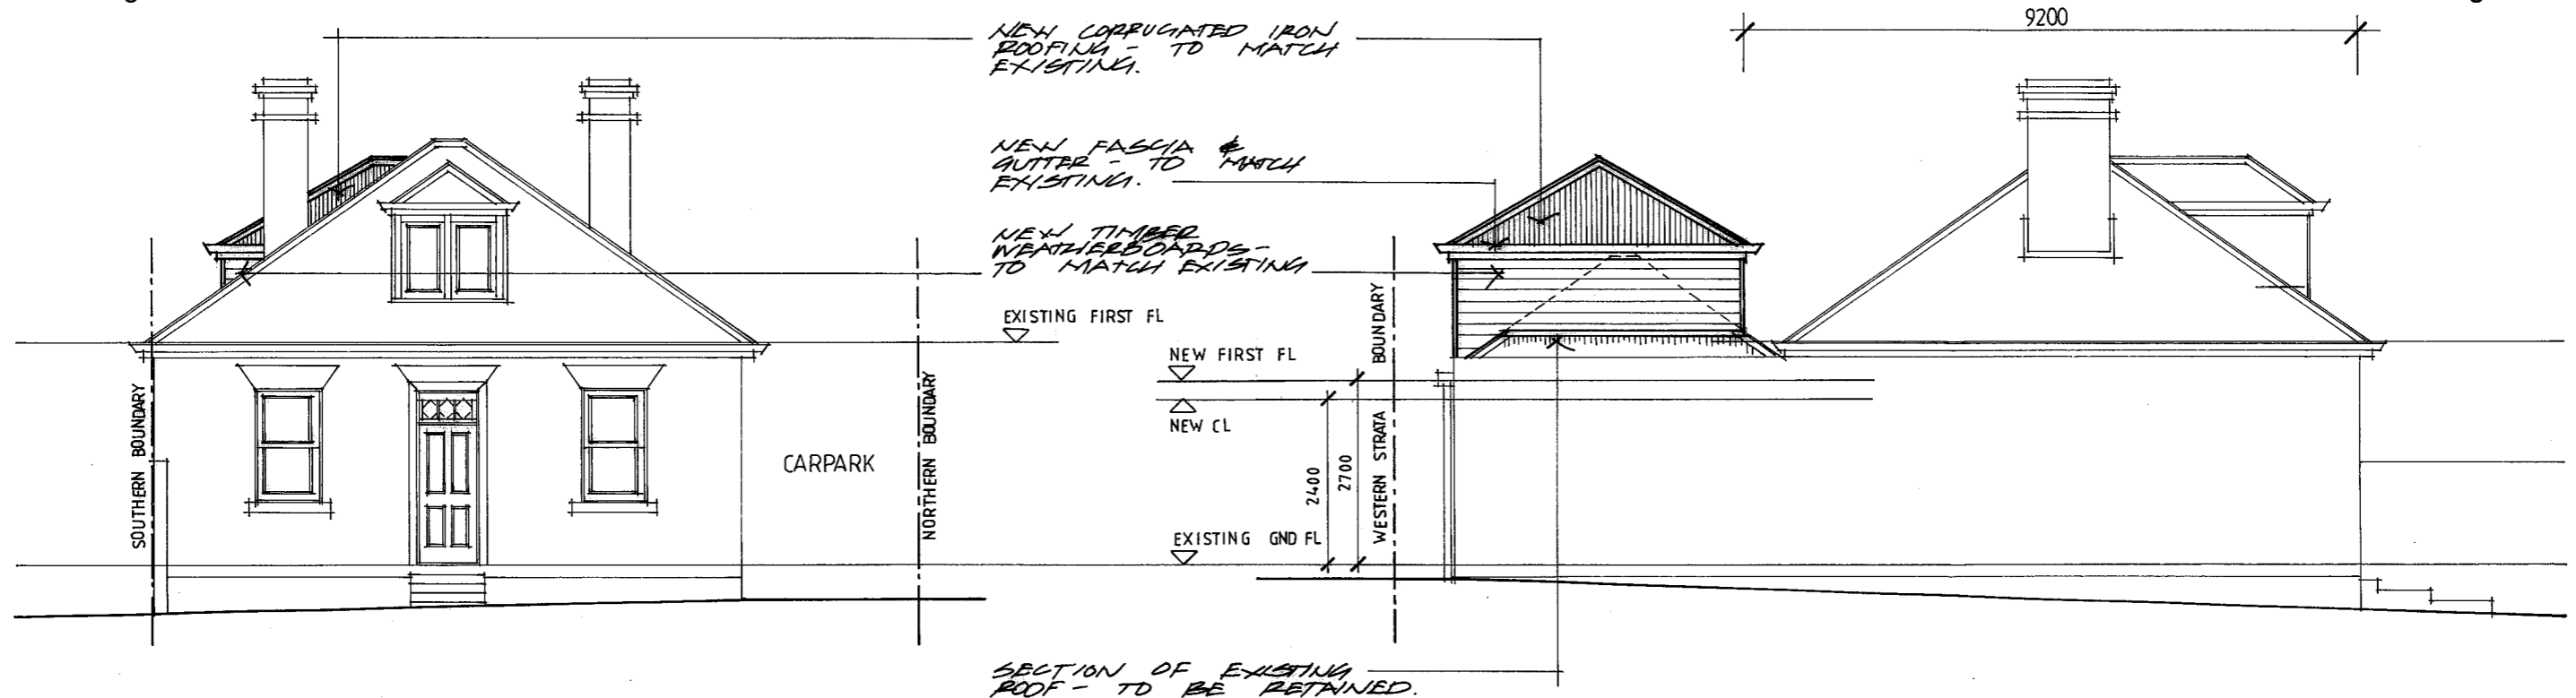 NEW CORRUGATED IRON
ROOFING - TO MATCH
EXISTING.
9200
NEW FASCIA &
GUTTER - TO MATCH
EXISTING.
NEW TIMBER
WEATHERBOARDS-
TO MATCH EXISTING
EXISTING FIRST FL
NEW FIRST FL
NEW CL
EXISTING GND FL
2400
2700
WESTERN STRATA BOUNDARY
SOUTHERN BOUNDARY
CARPARK
NORTHERN BOUNDARY
SECTION OF EXISTING
ROOF - TO BE RETAINED.